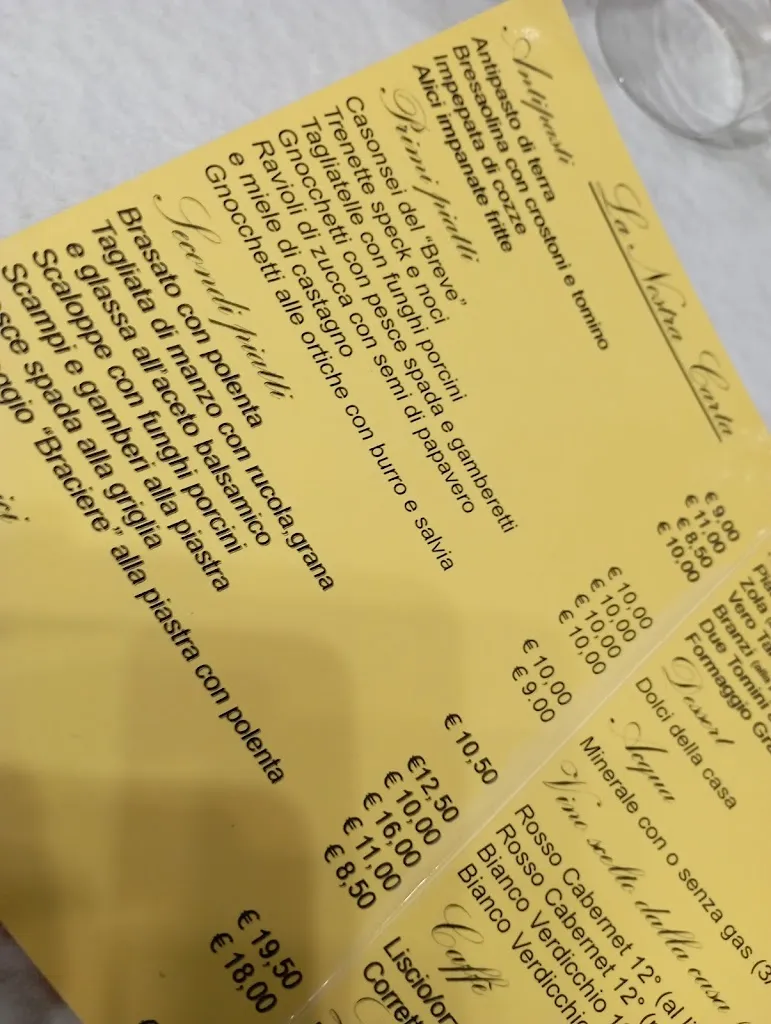 La Nostra Carta
Antipasti
Antipasto di terra € 9.00
Bresaolina con crostoni e tomino € 11,00
Impepata di cozze € 8,50
Alici impanate fritte € 10,00
Primi piatti
Casonsei del "Breve" € 10,00
Trenette speck e noci € 10,00
Tagliatelle con funghi porcini € 10,00
Gnocchetti con pesce spada e gamberetti € 10,00
Ravioli di zucca con semi di papavero
e miele di castagno € 10,00
Gnocchetti alle ortiche con burro e salvia € 9.00
Secondi piatti
Brasato con polenta € 10,50
Tagliata di manzo con rucola,grana
e glasssa all'aceto balsamico €12,50
Scaloppe con funghi porcini € 10,00
Scampi e gamberi alla piastra € 16,00
spada alla griglia € 11,00
"Braciere" alla piastra con polenta € 8,50
€ 19,50
€ 18,00
Zola
Vero
Branzi
Due Tomini
Formaggio
Dessert
Dolci della casa
Acqua
Minerale con o senza gas
Vino scelto dalla casa
Rosso Cabernet 12° (al
Rosso Cabernet 12°
Bianco Verdicchio
Bianco Verdicchio
Caffè